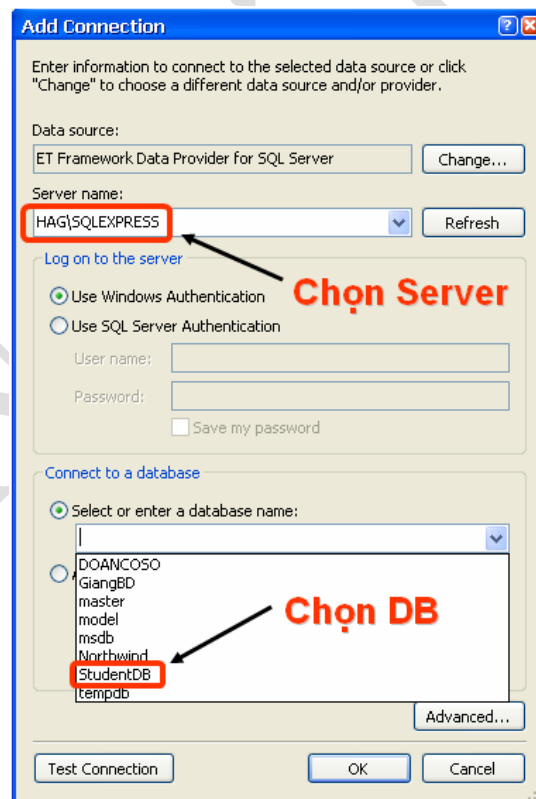 Add Connection
Enter information to connect to the selected data source or click
"Change" to choose a different data source and/or provider.
Data source:
ET Framework Data Provider for SQL Server
Change...
Server name:
HAG\SQLEXPRESS
Refresh
Log on to the server
Use Windows Authentication
Chọn Server
Use SQL Server Authentication
User name:
Password:
Save my password
Connect to a database
Select or enter a database name:
DOANCOSO
GiangBD
master
model
msdb
Northwind
StudentDB
tempdb
Chọn DB
Advanced...
Test Connection
OK
Cancel